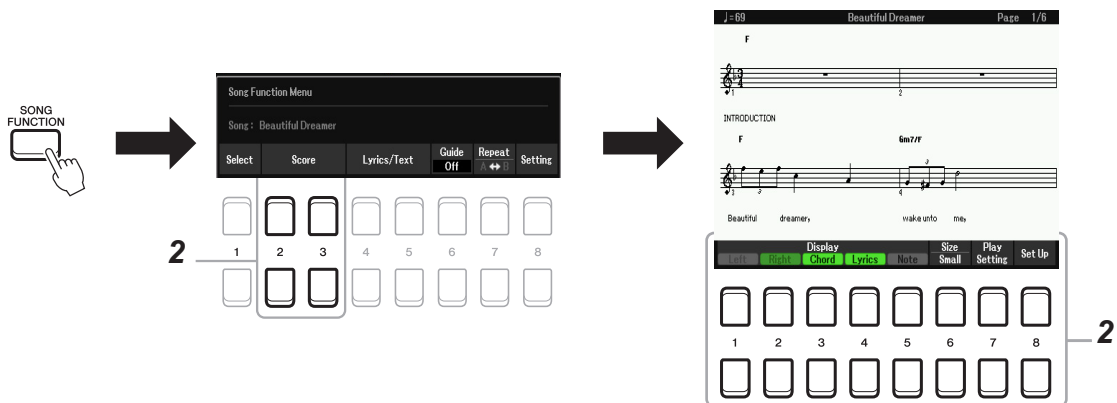 SONG
FUNCTION
Song Function Menu
Song : Beautiful Dreamer
Select Score Lyrics/Text Guide Off Repeat A ↔ B Setting
1 2 3 4 5 6 7 8
2
♩=69 Beautiful Dreamer Page 1/6
F
3
4
1 2
INTRODUCTION
F Gm7/F
3 3 4 3
Beautiful dreamer, wake unto me,
Display
Left Right Chord Lyrics Note Size Small Play Setting Set Up
1 2 3 4 5 6 7 8
2